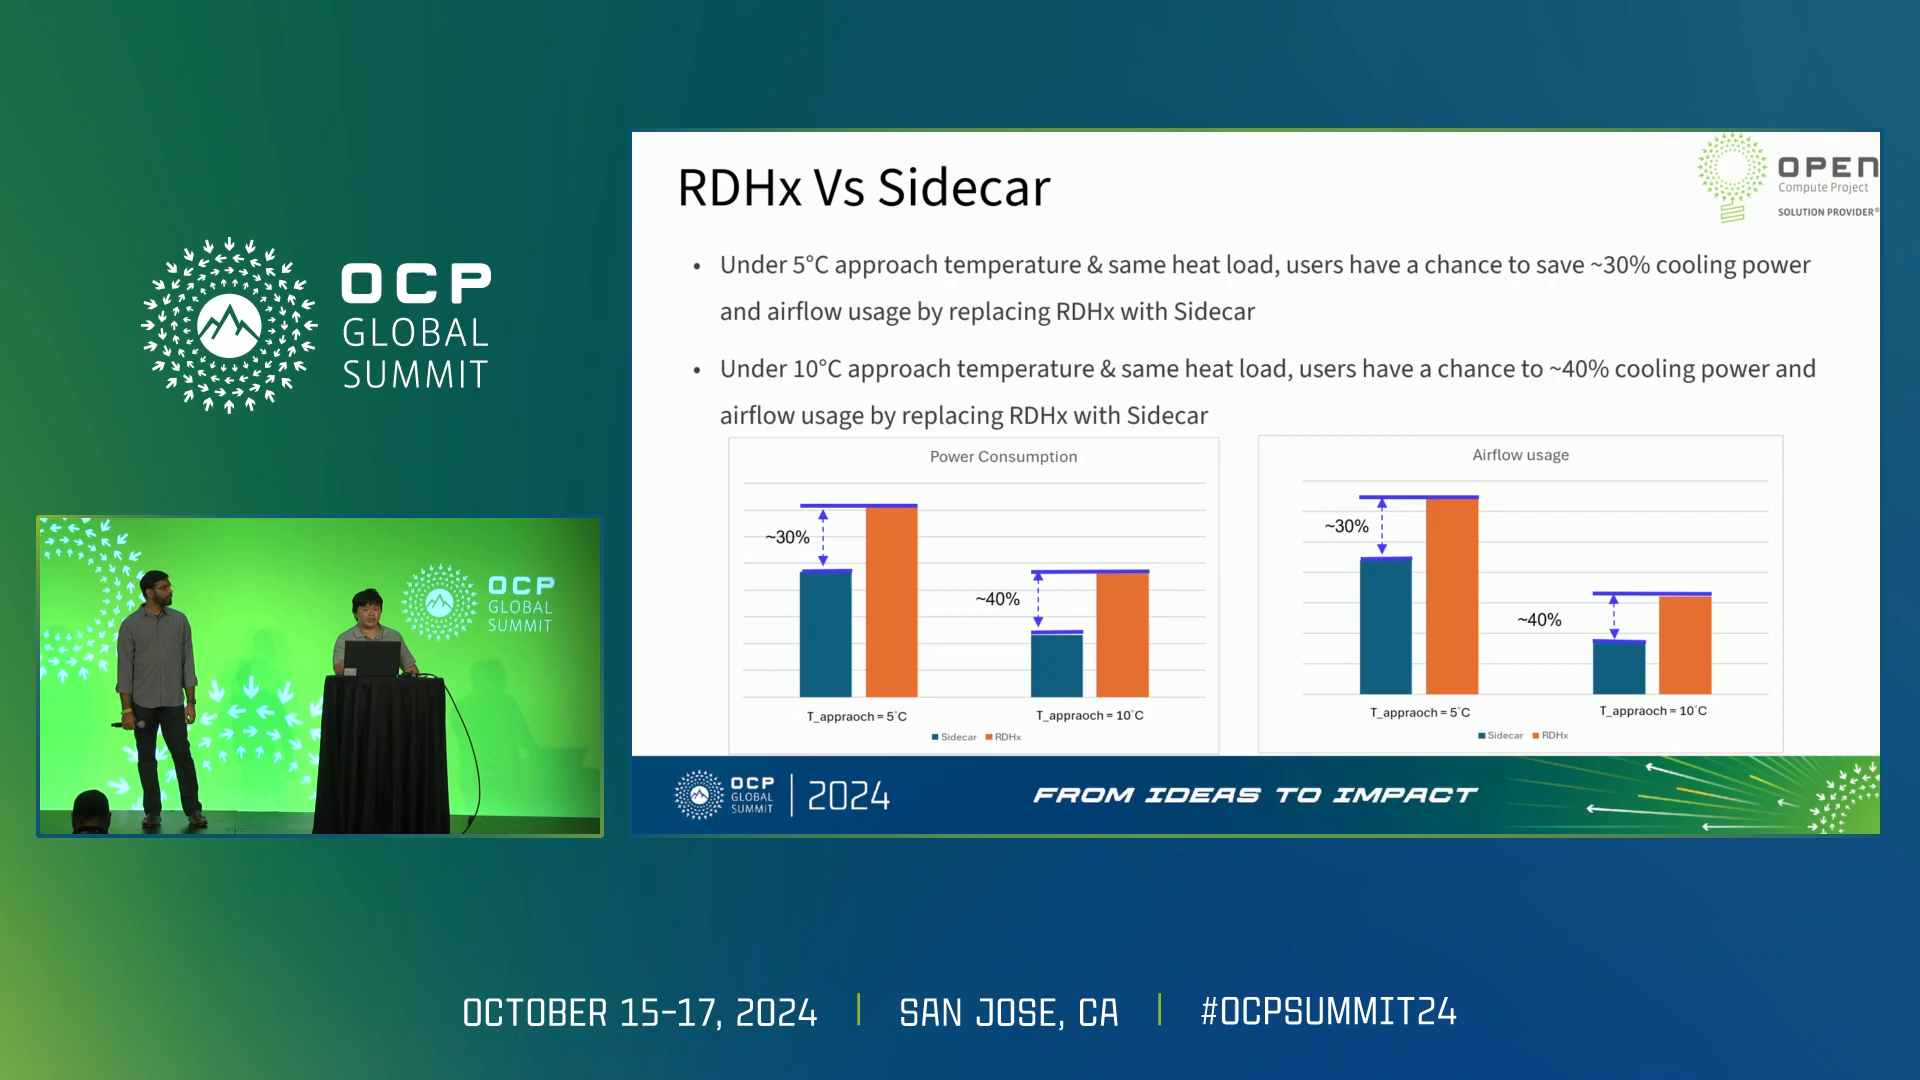 OCP
GLOBAL
SUMMIT
OCP
GLOBAL
SUMMIT
RDHx Vs Sidecar
OPEN
Compute Project
SOLUTION PROVIDER®
• Under 5°C approach temperature & same heat load, users have a chance to save ~30% cooling power
and airflow usage by replacing RDHx with Sidecar
• Under 10°C approach temperature & same heat load, users have a chance to ~40% cooling power and
airflow usage by replacing RDHx with Sidecar
Power Consumption
~30%
~40%
T_appraoch = 5°C
T_appraoch = 10°C
Sidecar RDHx
Airflow usage
~30%
~40%
T_appraoch = 5°C
T_appraoch = 10°C
Sidecar RDHx
OCP
GLOBAL
SUMMIT
2024
FROM IDEAS TO IMPACT
OCTOBER 15-17, 2024 | SAN JOSE, CA | #OCPSUMMIT24